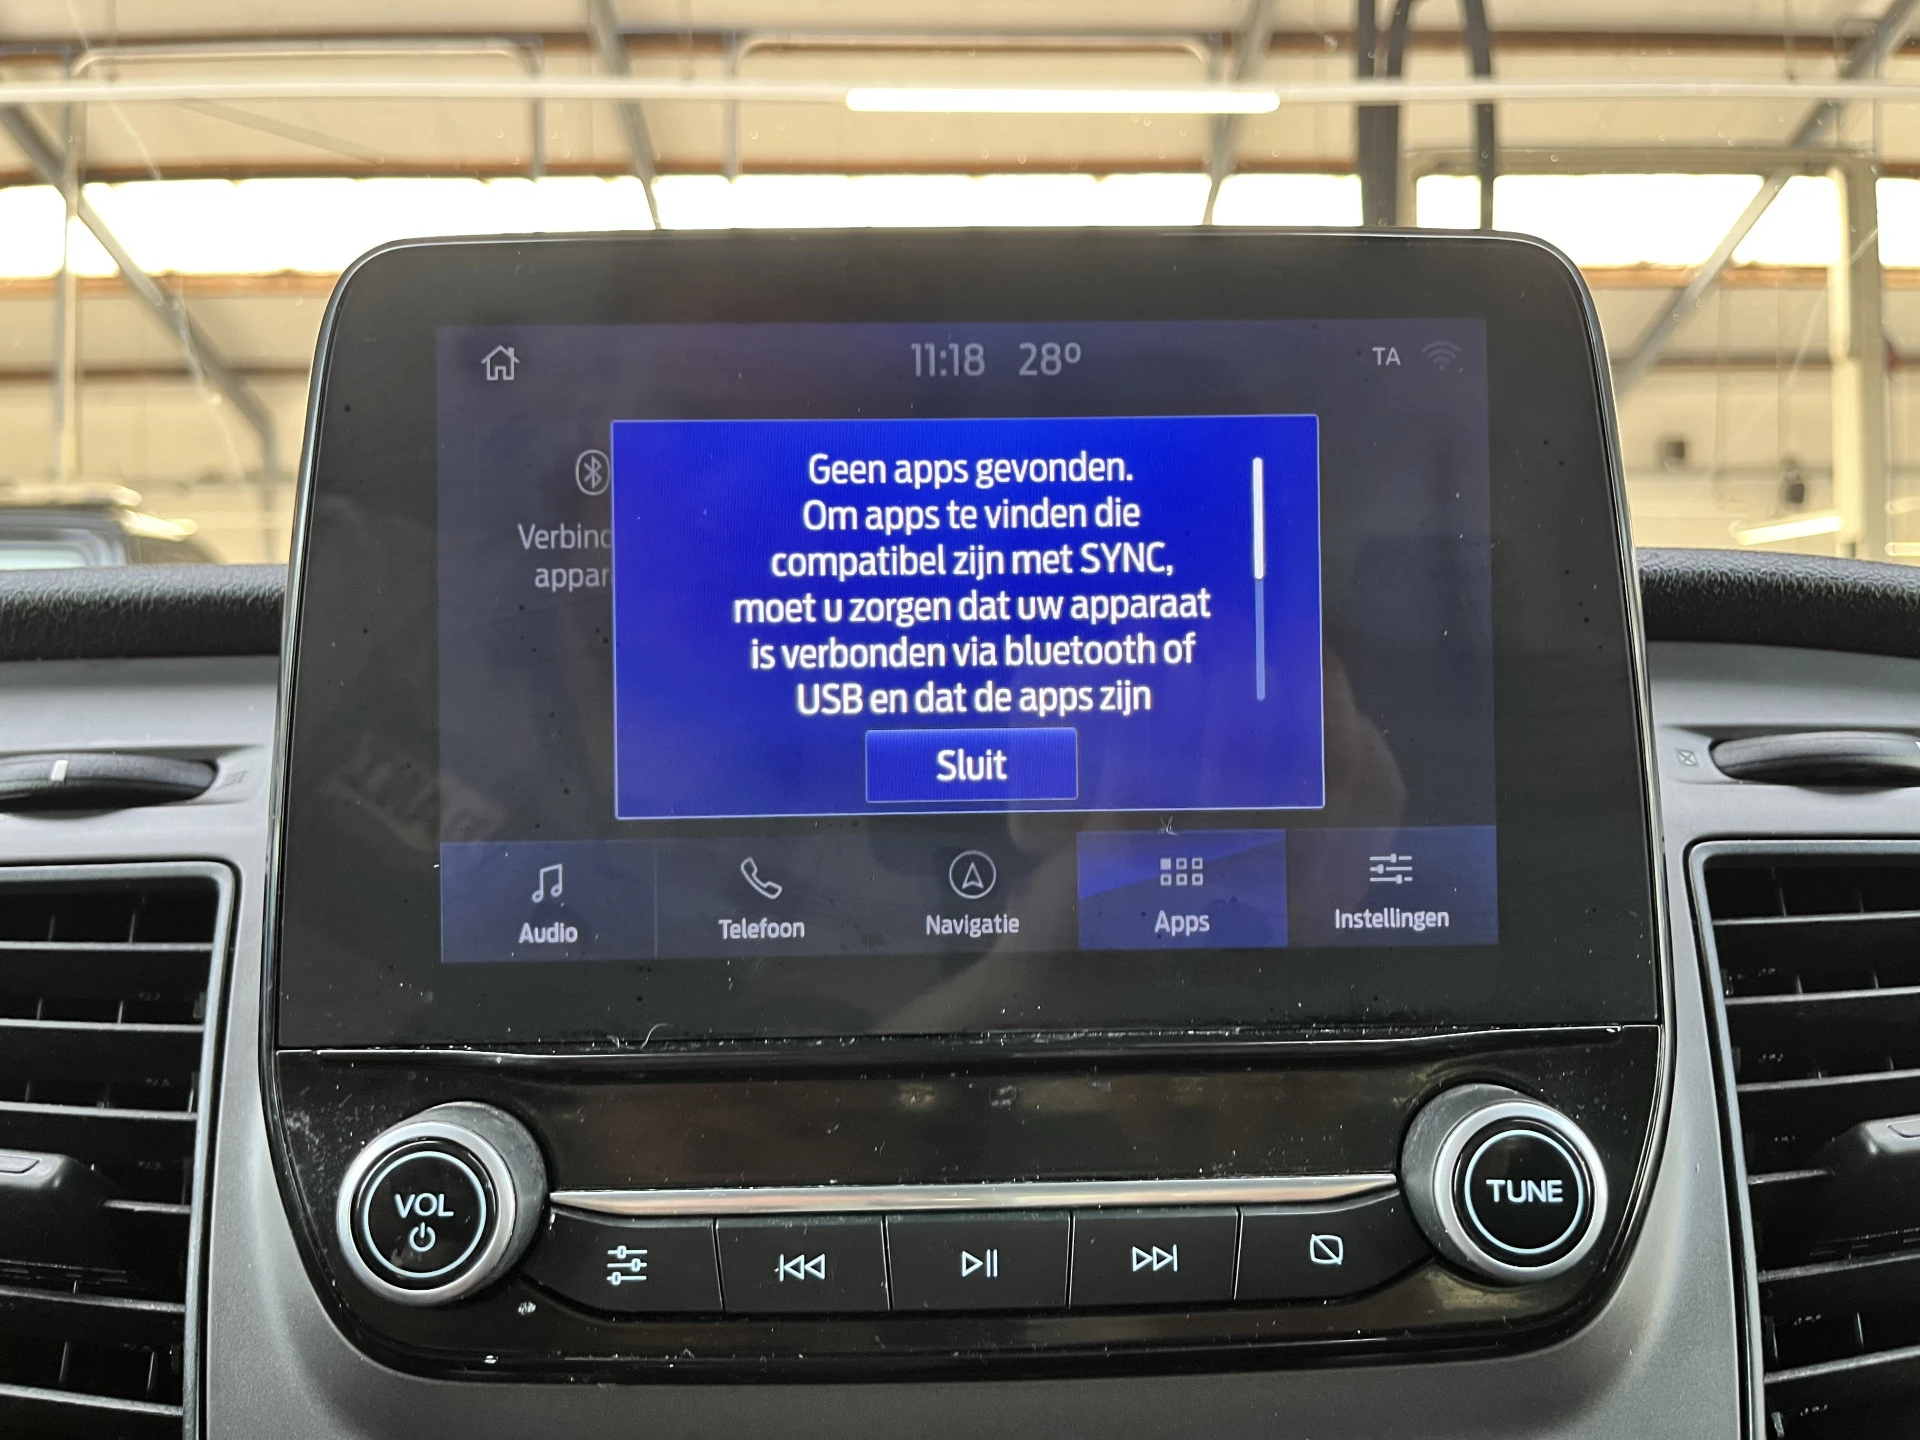 11:18 28°
TA
Verbind
appar
Geen apps gevonden.
Om apps te vinden die
compatibel zijn met SYNC,
moet u zorgen dat uw apparaat
is verbonden via bluetooth of
USB en dat de apps zijn
Sluit
Audio
Telefoon
Navigatie
Apps
Instellingen
VOL
TUNE